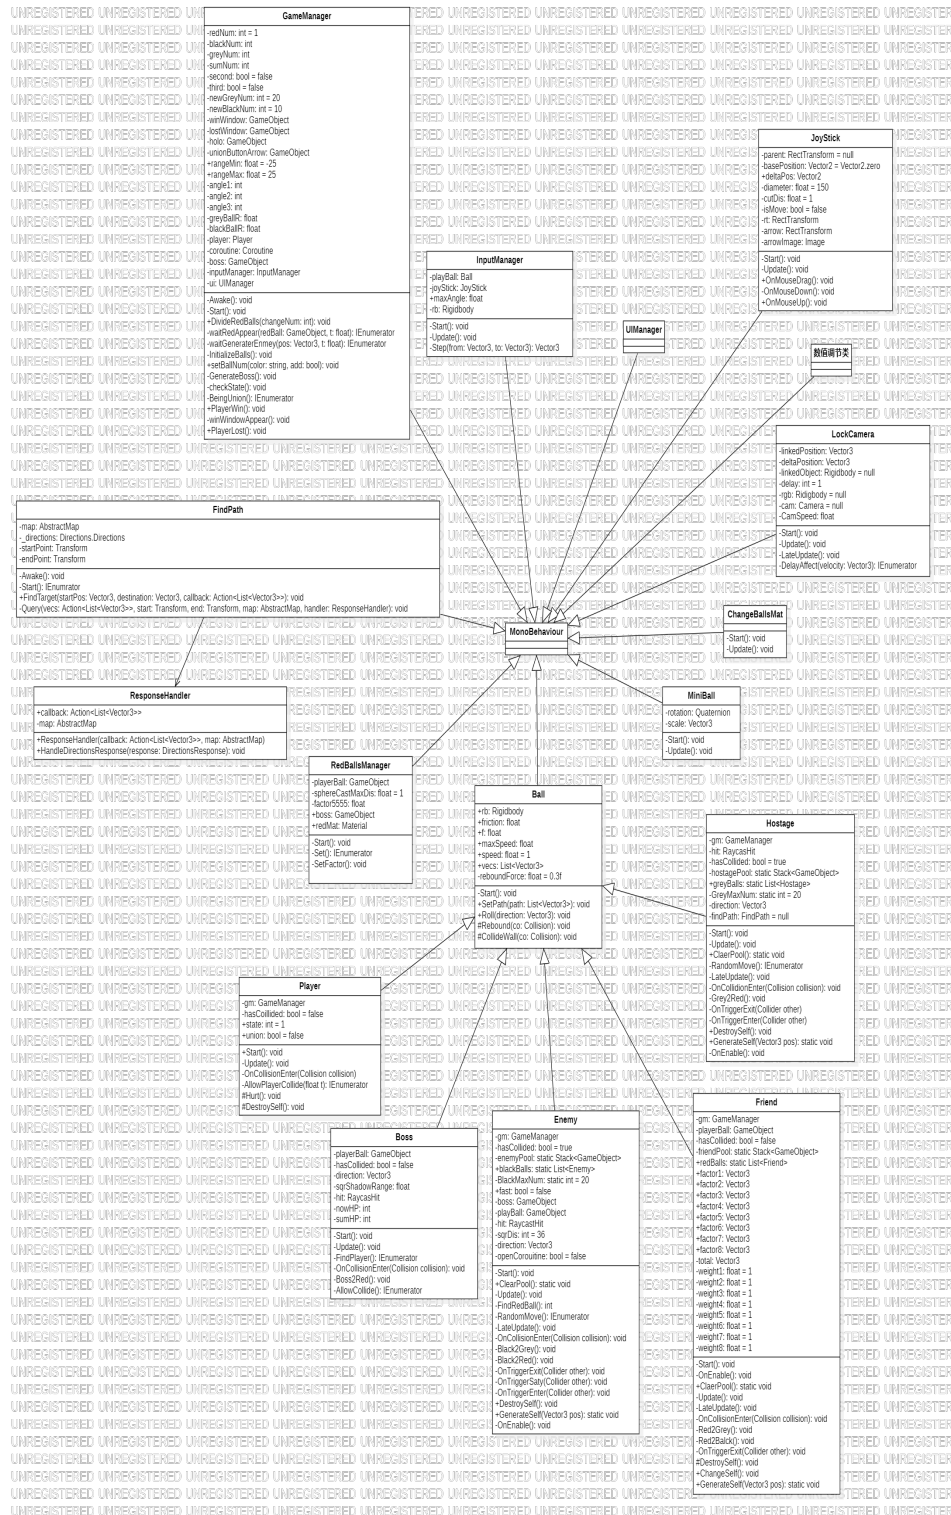 GameManager
-redNum: int = 1
-blackNum: int
-greyNum: int
-sumNum: int
-second: bool = false
-third: bool = false
-newGreyNum: int = 20
-newBlackNum: int = 10
-winWindow: GameObject
-lostWindow: GameObject
-holo: GameObject
-unionButtonArrow: GameObject
+rangeMin: float = -25
+rangeMax: float = 25
-angle1: int
-angle2: int
-angle3: int
-greyBallR: float
-blackBallR: float
-player: Player
-coroutine: Coroutine
-boss: GameObject
-inputManager: InputManager
-ui: UIManager
-Awake(): void
-Start(): void
+DivideRedBalls(changeNum: int): void
-waitRedAppear(redBall: GameObject, t: float): IEnumerator
-waitGeneraterEnmey(pos: Vector3, t: float): IEnumerator
-InitializeBalls(): void
+setBallNum(color: string, add: bool): void
-GenerateBoss(): void
-checkState(): void
-BeingUnion(): IEnumerator
+PlayerWin(): void
-winWindowAppear(): void
+PlayerLost(): void
JoyStick
-parent: RectTransform = null
-basePosition: Vector2 = Vector2.zero
+deltaPos: Vector2
-diameter: float = 150
-cutDis: float = 1
-isMove: bool = false
-rt: RectTransform
-arrow: RectTransform
-arrowImage: Image
-Start(): void
-Update(): void
+OnMouseDrag(): void
-OnMouseDown(): void
+OnMouseUp(): void
InputManager
-playBall: Ball
-joyStick: JoyStick
+maxAngle: float
-rb: Rigidbody
-Start(): void
-Update(): void
-Step(from: Vector3, to: Vector3): Vector3
UIManager
数值调节类
LockCamera
-linkedPosition: Vector3
-deltaPosition: Vector3
-linkedObject: Rigidbody = null
-delay: int = 1
-rgb: Ridigbody = null
-cam: Camera = null
-CamSpeed: float
-Start(): void
-Update(): void
-LateUpdate(): void
-DelayAffect(velocity: Vector3): IEnumerator
FindPath
-map: AbstractMap
-_directions: Directions.Directions
-startPoint: Transform
-endPoint: Transform
-Awake(): void
-Start(): IEnumrator
+FindTarget(startPos: Vector3, destination: Vector3, callback: Action<List<Vector3>>): void
-Query(vecs: Action<List<Vector3>>, start: Transform, end: Transform, map: AbstractMap, handler: ResponseHandler): void
MonoBehaviour
ChangeBallsMat
-Start(): void
-Update(): void
ResponseHandler
+callback: Action<List<Vector3>>
-map: AbstractMap
+ResponseHandler(callback: Action<List<Vector3>>, map: AbstractMap)
+HandleDirectionsResponse(response: DirectionsResponse): void
MiniBall
-rotation: Quaternion
-scale: Vector3
-Start(): void
-Update(): void
RedBallsManager
-playerBall: GameObject
-sphereCastMaxDis: float = 1
-factor5555: float
+boss: GameObject
+redMat: Material
-Start(): void
-Set(): IEnumerator
-SetFactor(): void
Ball
+rb: Rigibody
+friction: float
+f: float
+maxSpeed: float
+speed: float = 1
+vecs: List<Vector3>
-reboundForce: float = 0.3f
-Start(): void
+SetPath(path: List<Vector3>): void
+Roll(direction: Vector3): void
#Rebound(co: Collision): void
#CollideWall(co: Collision): void
Hostage
-gm: GameManager
-hit: RaycasHit
-hasCollided: bool = true
-hostagePool: static Stack<GameObject>
+greyBalls: static List<Hostage>
-GreyMaxNum: static int = 20
-direction: Vector3
-findPath: FindPath = null
-Start(): void
-Update(): void
+ClaerPool(): static void
-RandomMove(): IEnumerator
-LateUpdate(): void
-OnCollidionEnter(Collision collision): void
-Grey2Red(): void
-OnTriggerExit(Collider other)
-OnTriggerEnter(Collider other)
+DestroySelf(): void
+GenerateSelf(Vector3 pos): static void
-OnEnable(): void
Player
-gm: GameManager
-hasCollided: bool = false
+state: int = 1
+union: bool = false
+Start(): void
-Update(): void
-OnCollisionEnter(Collision collision)
-AllowPlayerCollide(float t): IEnumerator
#Hurt(): void
#DestroySelf(): void
Boss
-playerBall: GameObject
-hasCollided: bool = false
-direction: Vector3
-sqrShadowRange: float
-hit: RaycasHit
-nowHP: int
-sumHP: int
-Start(): void
-Update(): void
-FindPlayer(): IEnumerator
-OnCollisionEnter(Collision collision): void
-Boss2Red(): void
-AllowCollide(): IEnumerator
Enemy
-gm: GameManager
-hasCollided: bool = true
-enemyPool: static Stack<GameObject>
+blackBalls: static List<Enemy>
-BlackMaxNum: static int = 20
+fast: bool = false
-boss: GameObject
-playBall: GameObject
-hit: RaycastHit
-sqrDis: int = 36
-direction: Vector3
-openCoroutine: bool = false
-Start(): void
+ClearPool(): static void
-Update(): void
-FindRedBall(): int
-RandomMove(): IEnumerator
-LateUpdate(): void
-OnCollisionEnter(Collision collision): void
-Black2Grey(): void
-Black2Red(): void
-OnTriggerExit(Collider other): void
-OnTriggerSaty(Collider other): void
-OnTriggerEnter(Collider other): void
+DestroySelf(): void
+GenerateSelf(Vector3 pos): static void
-OnEnable(): void
Friend
-gm: GameManager
-playerBall: GameObject
-hasCollided: bool = false
-friendPool: static Stack<GameObject>
+redBalls: static List<Friend>
+factor1: Vector3
+factor2: Vector3
+factor3: Vector3
+factor4: Vector3
+factor5: Vector3
+factor6: Vector3
+factor7: Vector3
+factor8: Vector3
-total: Vector3
-weight1: float = 1
-weight2: float = 1
-weight3: float = 1
-weight4: float = 1
-weight5: float = 1
-weight6: float = 1
-weight7: float = 1
-weight8: float = 1
-Start(): void
-OnEnable(): void
+ClaerPool(): static void
-Update(): void
-LateUpdate(): void
-OnCollisionEnter(Collision collision): void
-Red2Grey(): void
-Red2Balck(): void
-OnTriggerExit(Collider other): void
#DestroySelf(): void
+ChangeSelf(): void
+GenerateSelf(Vector3 pos): static void